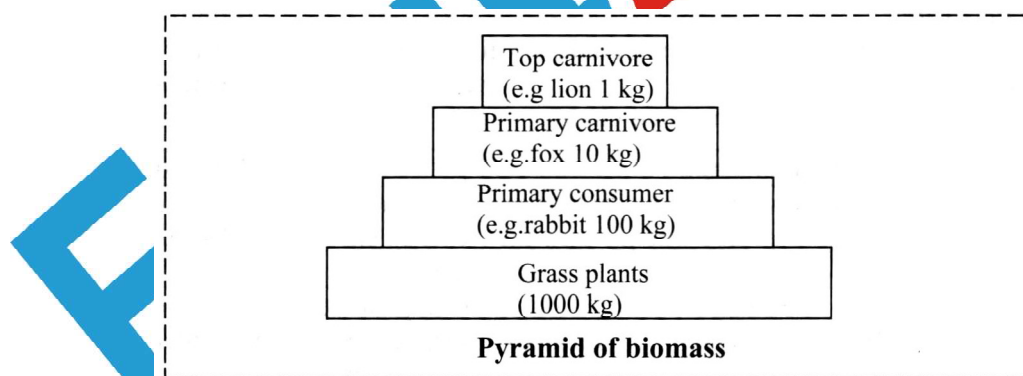 Top carnivore
(e.g lion 1 kg)
Primary carnivore
(e.g.fox 10 kg)
Primary consumer
(e.g.rabbit 100 kg)
Grass plants
(1000 kg)
Pyramid of biomass